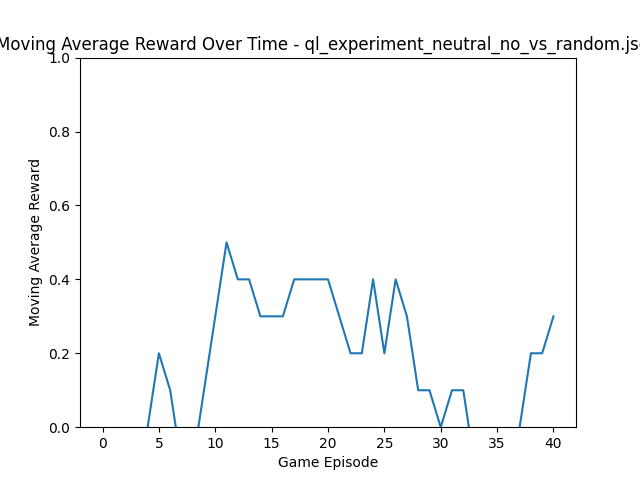 Moving Average Reward Over Time - ql_experiment_neutral_no_vs_random.js
1.0
0.8
0.6
0.4
0.2
0.0
Moving Average Reward
0 5 10 15 20 25 30 35 40
Game Episode